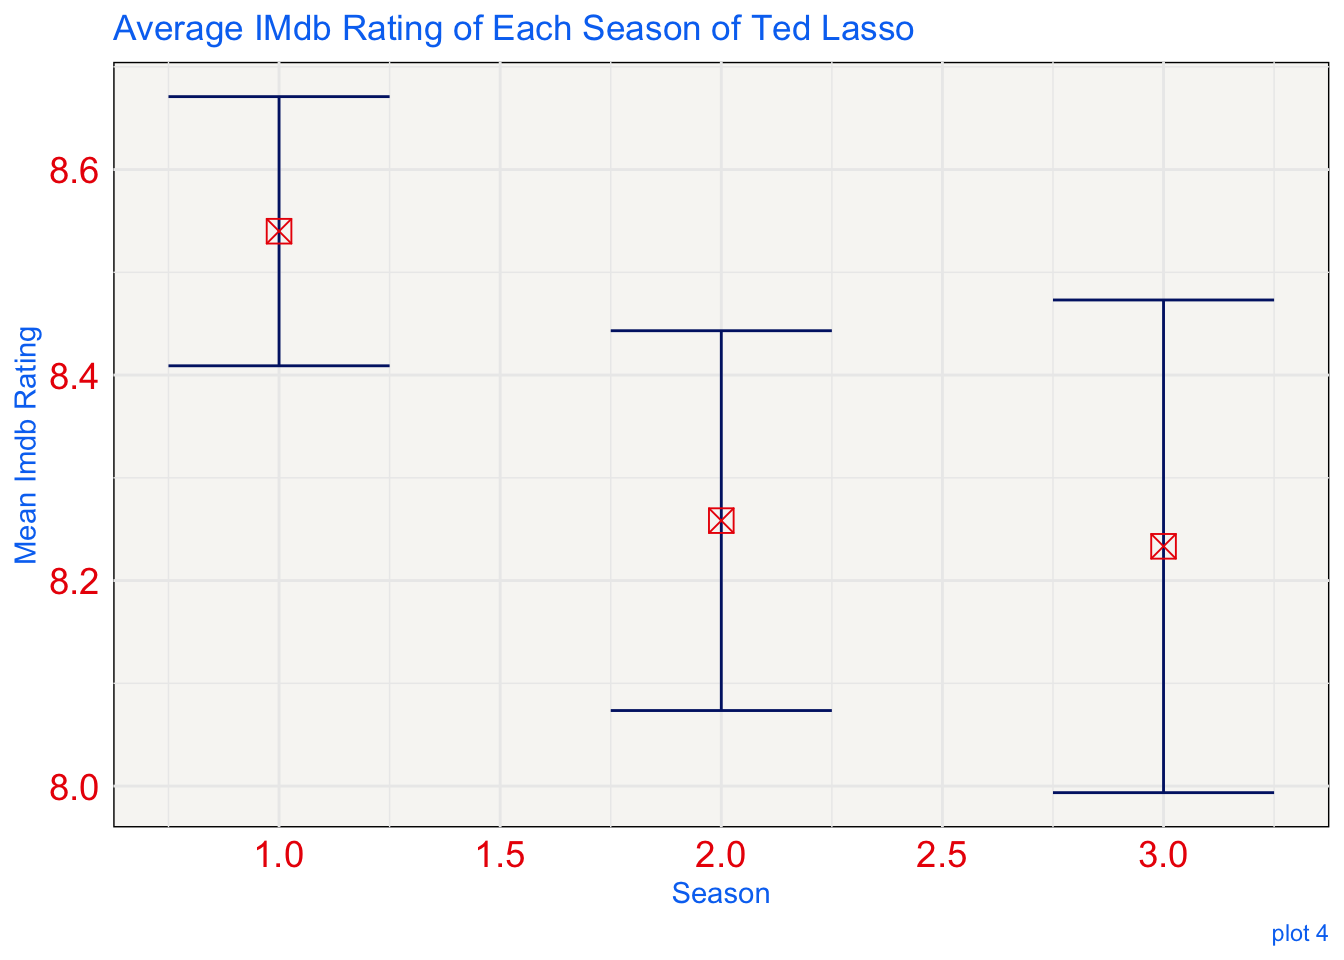 Average IMdb Rating of Each Season of Ted Lasso
Mean Imdb Rating
8.6
8.4
8.2
8.0
1.0 1.5 2.0 2.5 3.0
Season
plot 4